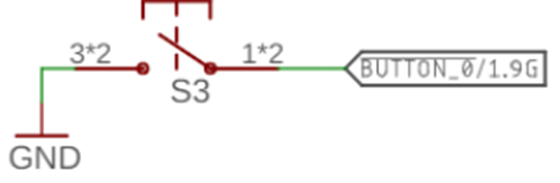 3*2
1*2
BUTTON_0/1.9G
S3
GND